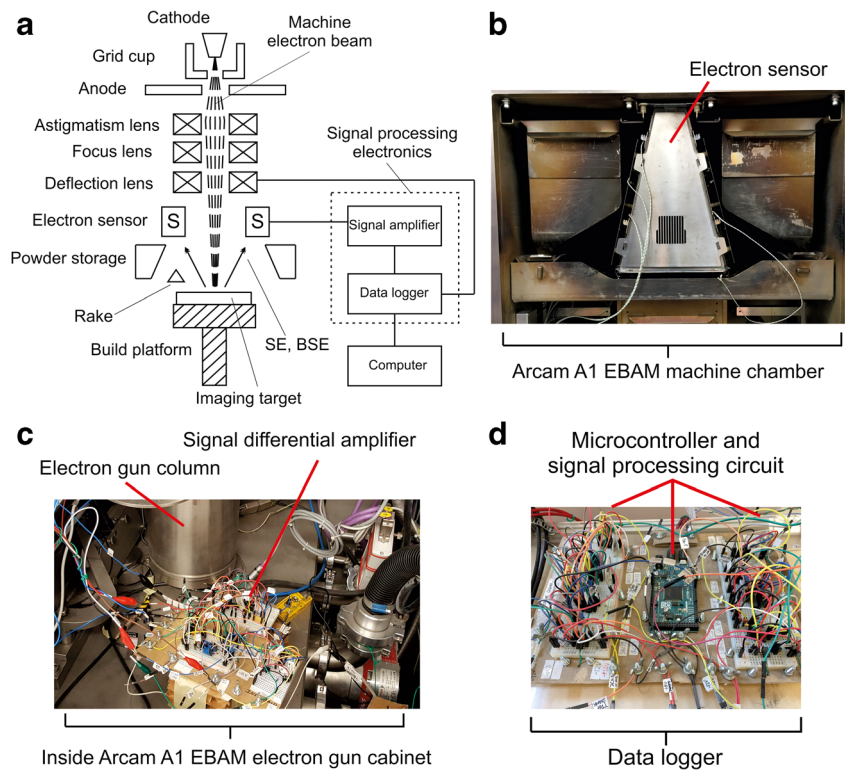 a
Cathode
Machine
electron beam
Grid cup
Anode
Astigmatism lens
Focus lens
Deflection lens
Signal processing
electronics
Electron sensor
S
S
Signal amplifier
Powder storage
Data logger
Rake
SE, BSE
Build platform
Computer
Imaging target
b
Electron sensor
Arcam A1 EBAM machine chamber
c
Signal differential amplifier
Electron gun column
Inside Arcam A1 EBAM electron gun cabinet
d
Microcontroller and
signal processing circuit
Data logger